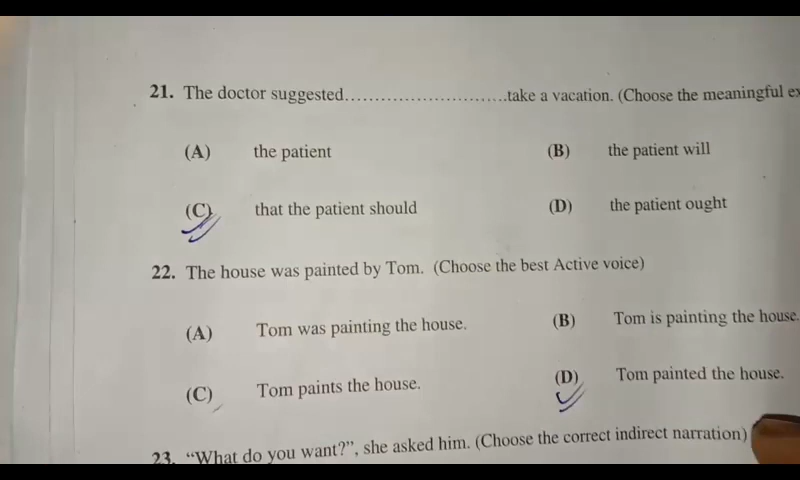 21. The doctor suggested.............................take a vacation. (Choose the meaningful
(A) the patient (B) the patient will
(C) that the patient should (D) the patient ought
22. The house was painted by Tom. (Choose the best Active voice)
(A) Tom was painting the house. (B) Tom is painting the house.
(C) Tom paints the house. (D) Tom painted the house.
23. “What do you want?”, she asked him. (Choose the correct indirect narration)